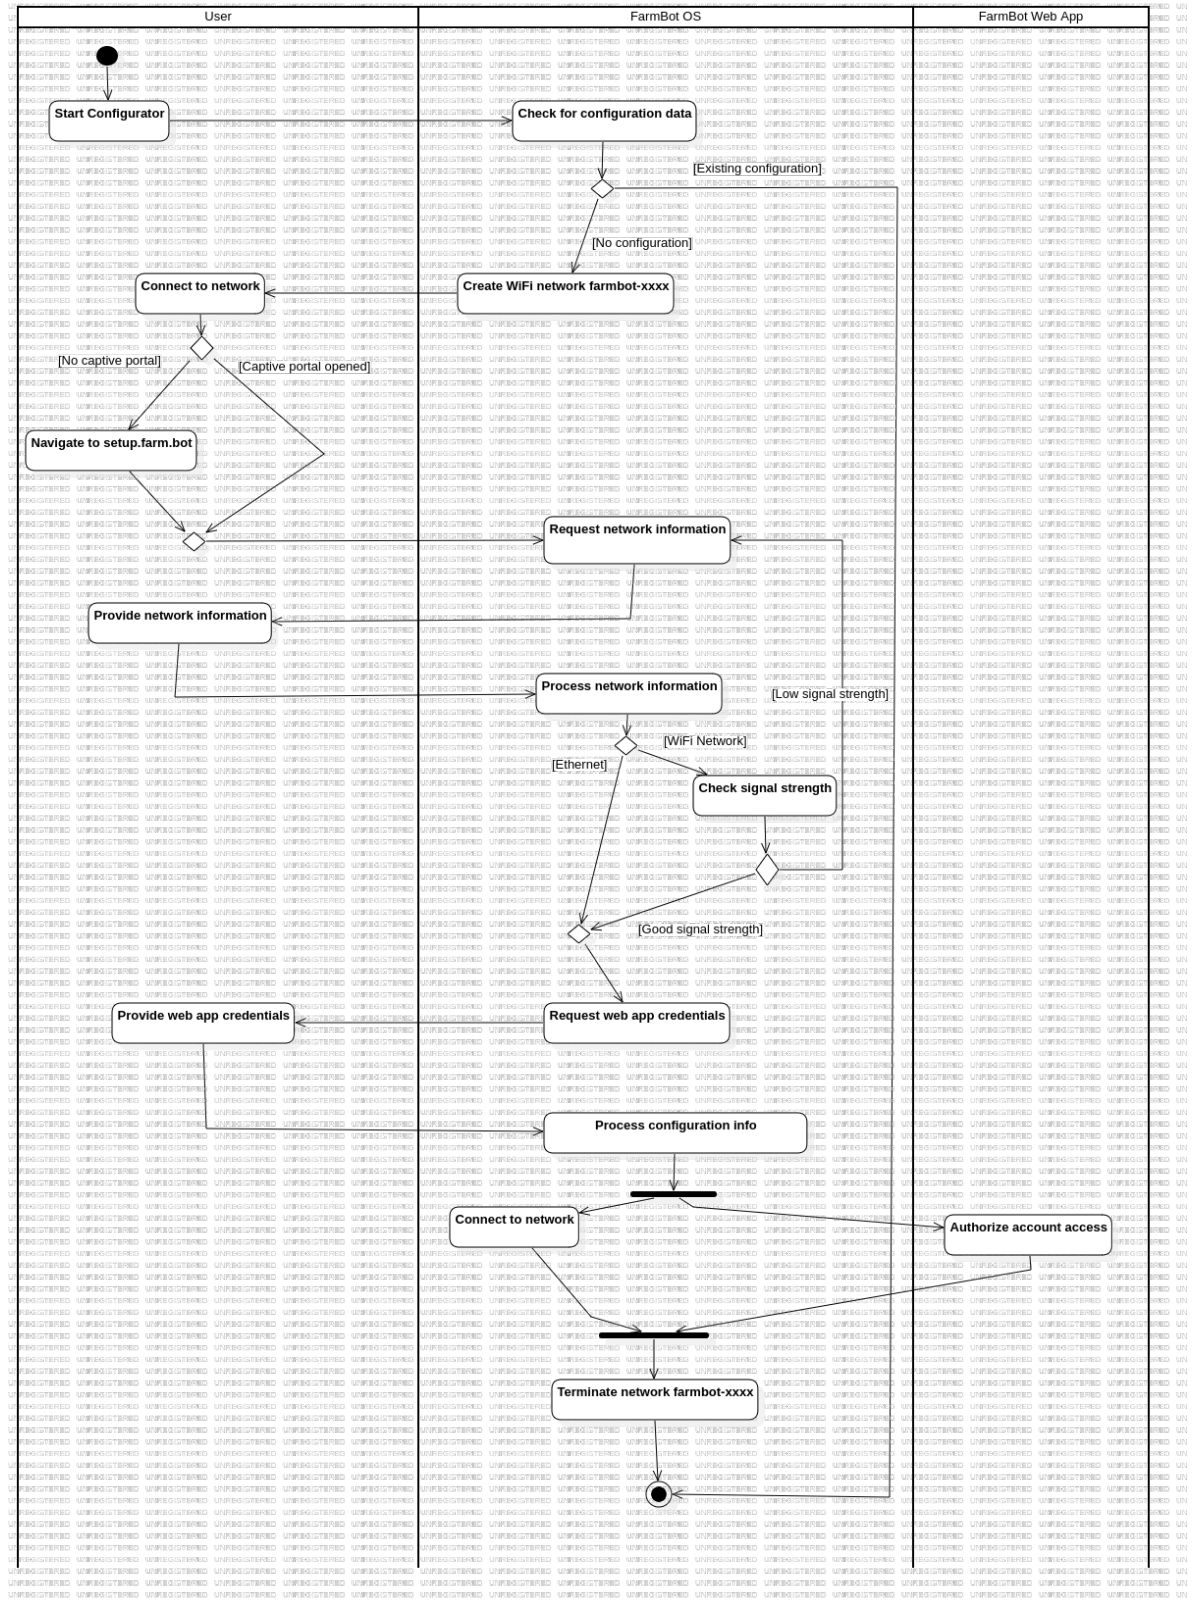 User
FarmBot OS
FarmBot Web App
Start Configurator
Check for configuration data
[Existing configuration]
[No configuration]
Connect to network
Create WiFi network farmbot-xxxx
[No captive portal]
[Captive portal opened]
Navigate to setup.farm.bot
Request network information
Provide network information
Process network information
[Low signal strength]
[WiFi Network]
[Ethernet]
Check signal strength
[Good signal strength]
Provide web app credentials
Request web app credentials
Process configuration info
Connect to network
Authorize account access
Terminate network farmbot-xxxx